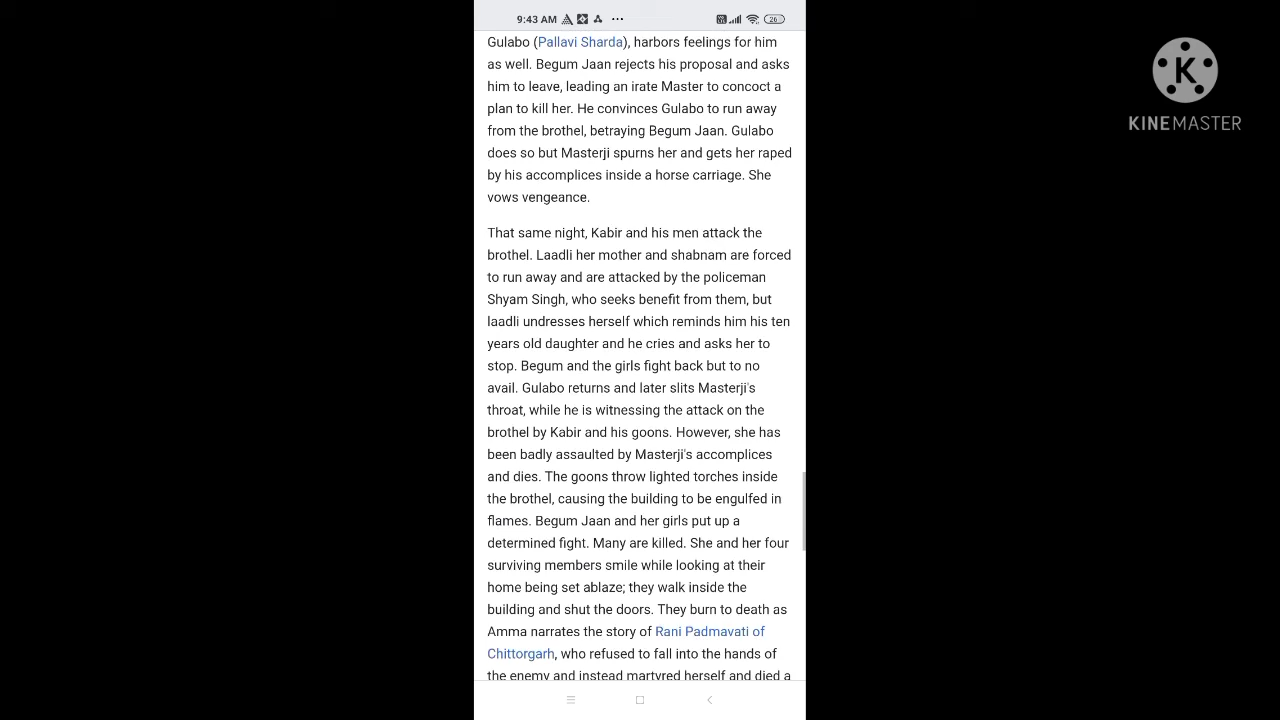 9:43 AM
26
Gulabo (Pallavi Sharda), harbors feelings for him
as well. Begum Jaan rejects his proposal and asks
him to leave, leading an irate Master to concoct a
plan to kill her. He convinces Gulabo to run away
from the brothel, betraying Begum Jaan. Gulabo
does so but Masterji spurns her and gets her raped
by his accomplices inside a horse carriage. She
vows vengeance.
That same night, Kabir and his men attack the
brothel. Laadli her mother and shabnam are forced
to run away and are attacked by the policeman
Shyam Singh, who seeks benefit from them, but
laadli undresses herself which reminds him his ten
years old daughter and he cries and asks her to
stop. Begum and the girls fight back but to no
avail. Gulabo returns and later slits Masterji's
throat, while he is witnessing the attack on the
brothel by Kabir and his goons. However, she has
been badly assaulted by Masterji's accomplices
and dies. The goons throw lighted torches inside
the brothel, causing the building to be engulfed in
flames. Begum Jaan and her girls put up a
determined fight. Many are killed. She and her four
surviving members smile while looking at their
home being set ablaze; they walk inside the
building and shut the doors. They burn to death as
Amma narrates the story of Rani Padmavati of
Chittorgarh, who refused to fall into the hands of
the enemy and instead martyred herself and died a
K
KINEMASTER